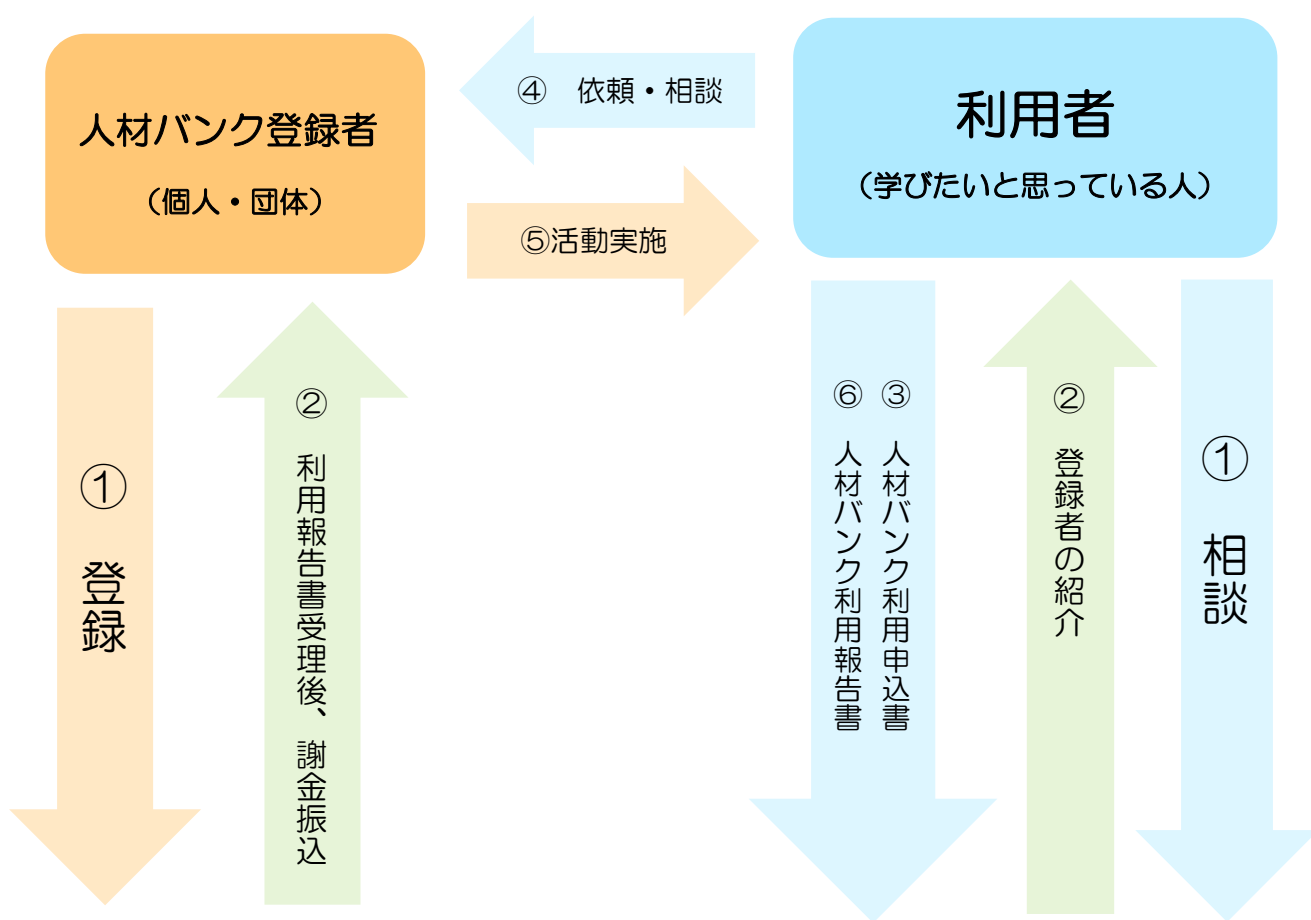 人材バンク登録者
（個人・団体）
④　依頼・相談
利用者
（学びたいと思っている人）
⑤活動実施
①　登録
②　利用報告書受理後、謝金振込
③　人材バンク利用申込書
⑥　人材バンク利用報告書
②　登録者の紹介
①　相談